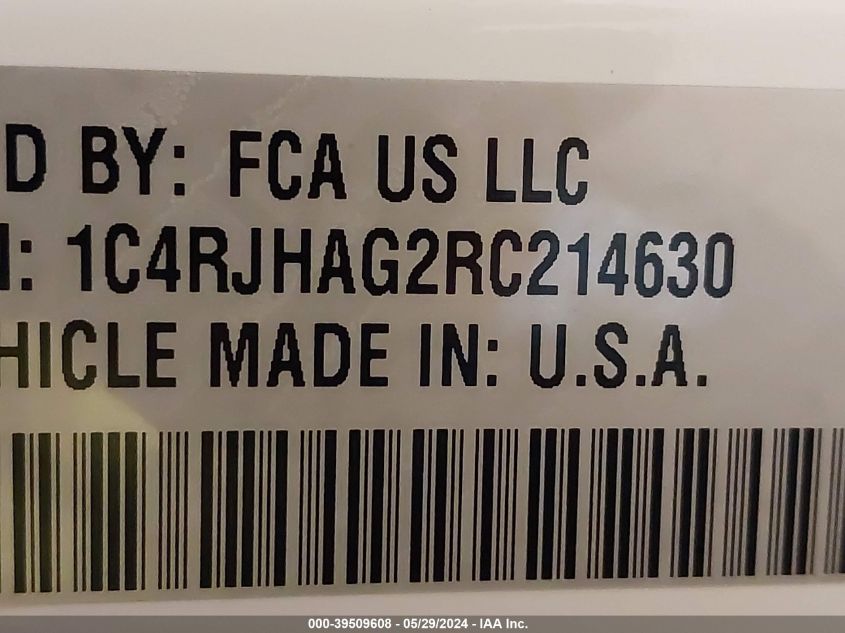 D BY: FCA US LLC
: 1C4RJHAG2RC214630
HICLE MADE IN: U.S.A.
000-39509608 - 05/29/2024 - IAA Inc.